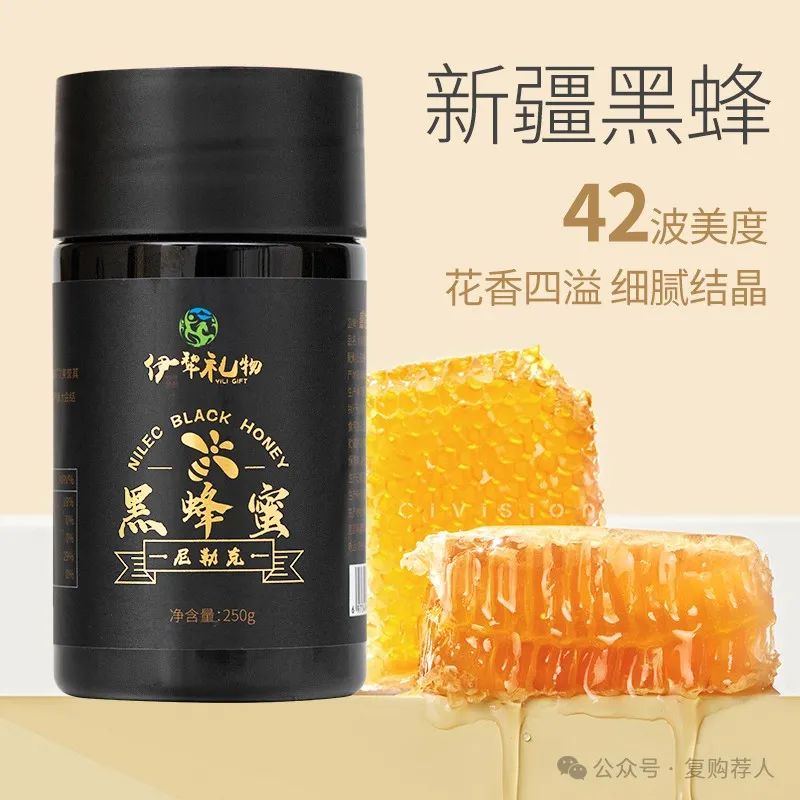 新疆黑蜂
42波美度
花香四溢 细腻结晶
伊犁礼物
YILI GIFT
NILEC BLACK HONEY
黑蜂蜜
尼勒克
净含量:250g
Civision
公众号·复购荐人